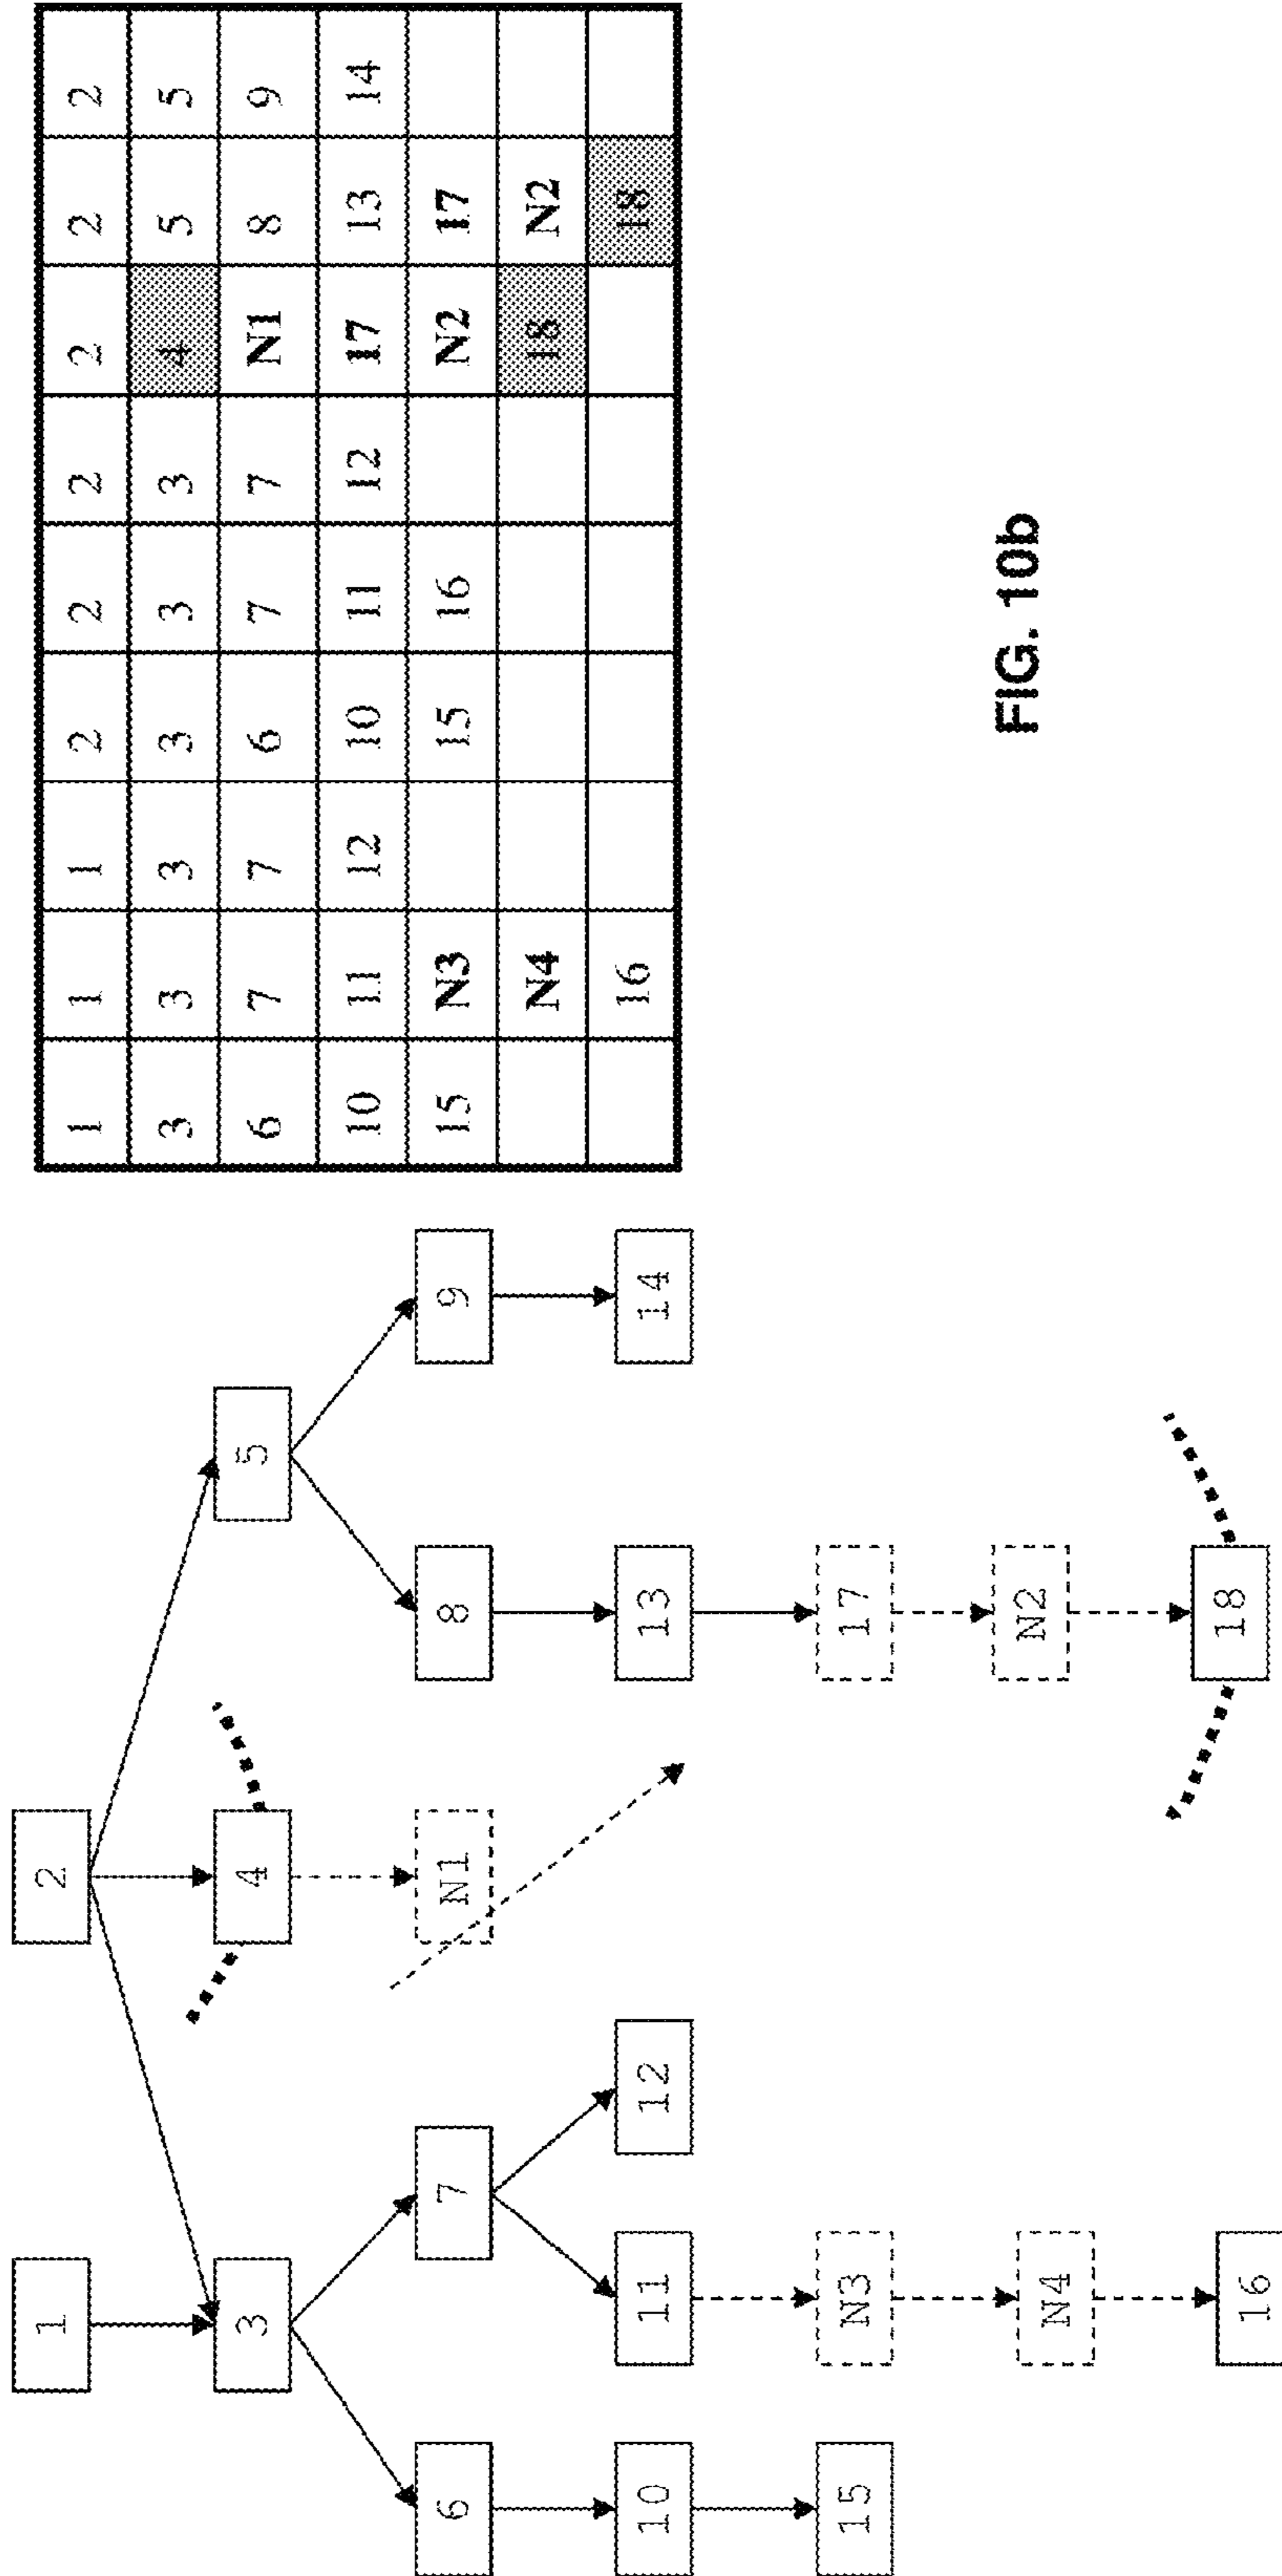 1 2
3 4 5
6 7 N1 8 9
10 11 12 13 14
15 N3 17
N4 N2
16 18
1 1 1 2 2 2 2 2 2
3 3 3 3 3 3 4 5 5
6 7 7 6 7 7 N1 8 9
10 11 12 10 11 12 17 13 14
15 N3 15 16 N2 17
N4 18 N2
16 18
FIG. 10b